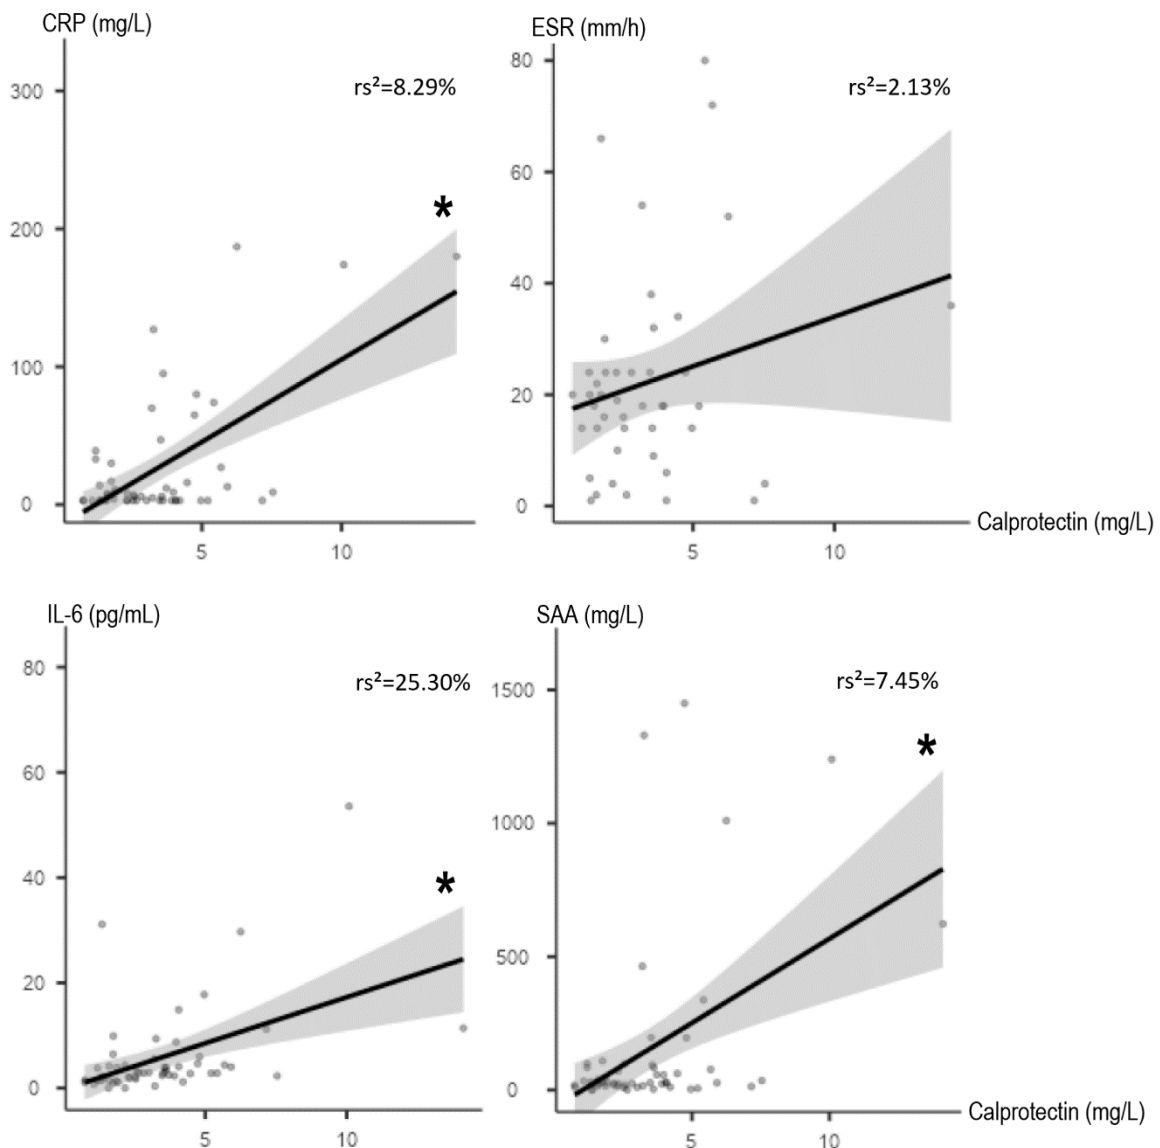 CRP (mg/L)
rs²=8.29%
300
200
*
100
0
5 10
ESR (mm/h)
80
rs²=2.13%
60
40
20
0
5 10
Calprotectin (mg/L)
IL-6 (pg/mL)
80
rs²=25.30%
60
40
*
20
0
5 10
SAA (mg/L)
rs²=7.45%
1500
*
1000
500
0
5 10
Calprotectin (mg/L)